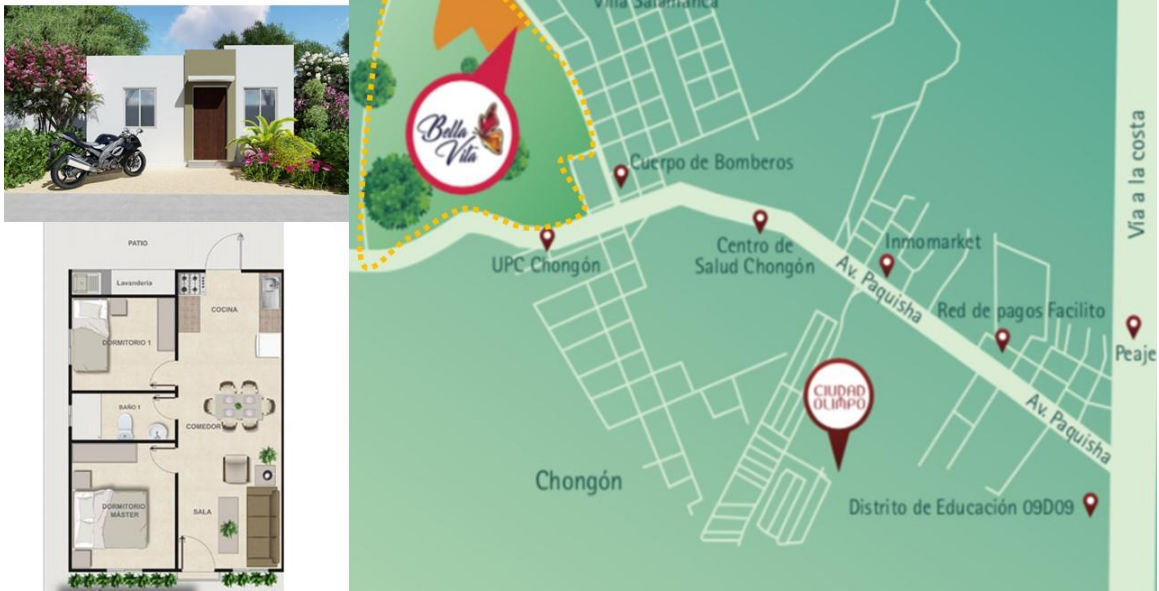 PATIO
Lavandería
COCINA
DORMITORIO 1
BAÑO 1
COMEDOR
DORMITORIO
MÁSTER
SALA
Villa Salamanca
Bella
Vita
Cuerpo de Bomberos
UPC Chongón
Centro de
Salud Chongón
Inmomarket
Av. Paquisha
Red de pagos Facilito
Vía a la costa
Peaje
CIUDAD
OLIMPO
Av. Paquisha
Chongón
Distrito de Educación 09D09